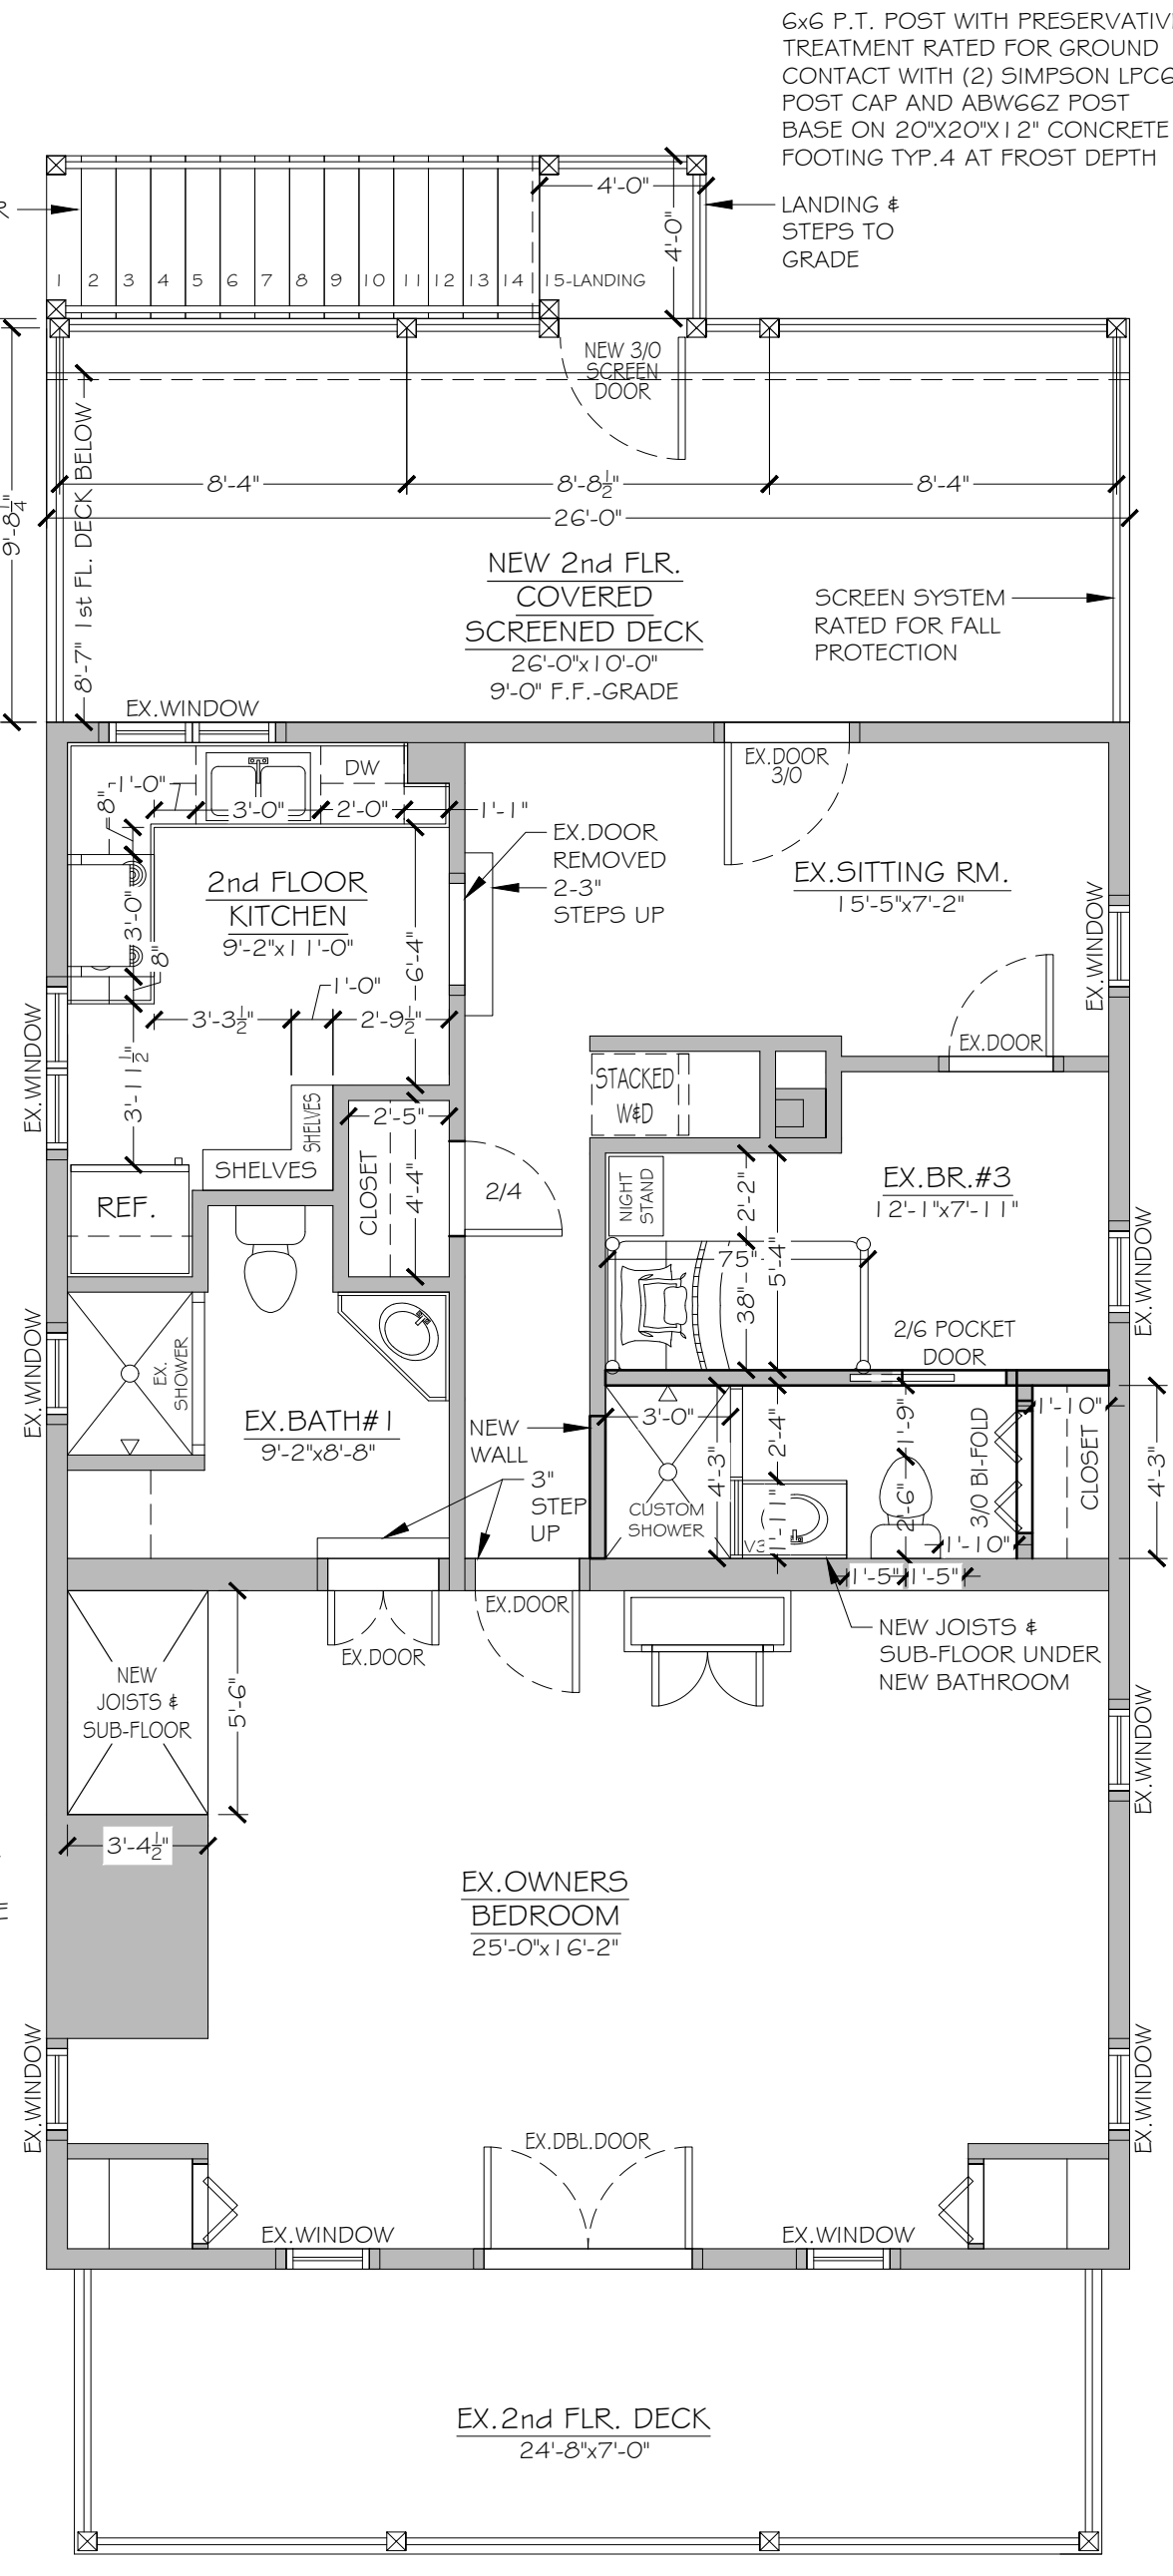 6x6 P.T. POST WITH PRESERVATIV
TREATMENT RATED FOR GROUND
CONTACT WITH (2) SIMPSON LPC6
POST CAP AND ABW66Z POST
BASE ON 20"X20"X12" CONCRETE
FOOTING TYP.4 AT FROST DEPTH
4'-0"
4'-0"
R
LANDING &
STEPS TO
GRADE
1 2 3 4 5 6 7 8 9 10 11 12 13 14 15-LANDING
NEW 3/0
SCREEN
DOOR
8'-7" 1st FL. DECK BELOW
9'-8 1/4"
8'-4"
8'-8 1/2"
8'-4"
26'-0"
NEW 2nd FLR.
COVERED
SCREENED DECK
26'-0"x10'-0"
9'-0" F.F.-GRADE
SCREEN SYSTEM
RATED FOR FALL
PROTECTION
EX.WINDOW
DW
EX.DOOR
3/0
1'-0"
8"
3'-0"
2'-0"
1'-1"
EX.DOOR
REMOVED
2-3"
STEPS UP
2nd FLOOR
KITCHEN
9'-2"x11'-0"
EX.SITTING RM.
15'-5"x7'-2"
3'-0"
8"
6'-4"
EX.WINDOW
1'-0"
3'-3 1/2"
2'-9 1/2"
EX.DOOR
EX.WINDOW
3'-11 1/2"
STACKED
W&D
SHELVES
2'-5"
SHELVES
CLOSET
4'-4"
2/4
REF.
NIGHT
STAND
2'-2"
EX.BR.#3
12'-1"x7'-11"
75"
5'-4"
38"
EX.WINDOW
2/6 POCKET
DOOR
EX.WINDOW
EX.
SHOWER
EX.BATH#1
9'-2"x8'-8"
NEW
WALL
3"
STEP
UP
3'-0"
4'-3"
2'-4"
1'-9"
1'-10"
CUSTOM
SHOWER
1'-11"
2'-6"
3/0 BI-FOLD
CLOSET
4'-3"
V3
1'-10"
1'-5"
1'-5"
EX.DOOR
EX.DOOR
NEW JOISTS &
SUB-FLOOR UNDER
NEW BATHROOM
NEW
JOISTS &
SUB-FLOOR
5'-6"
EX.WINDOW
3'-4 1/2"
EX.OWNERS
BEDROOM
25'-0"x16'-2"
EX.WINDOW
EX.WINDOW
EX.DBL.DOOR
EX.WINDOW
EX.WINDOW
EX.2nd FLR. DECK
24'-8"x7'-0"